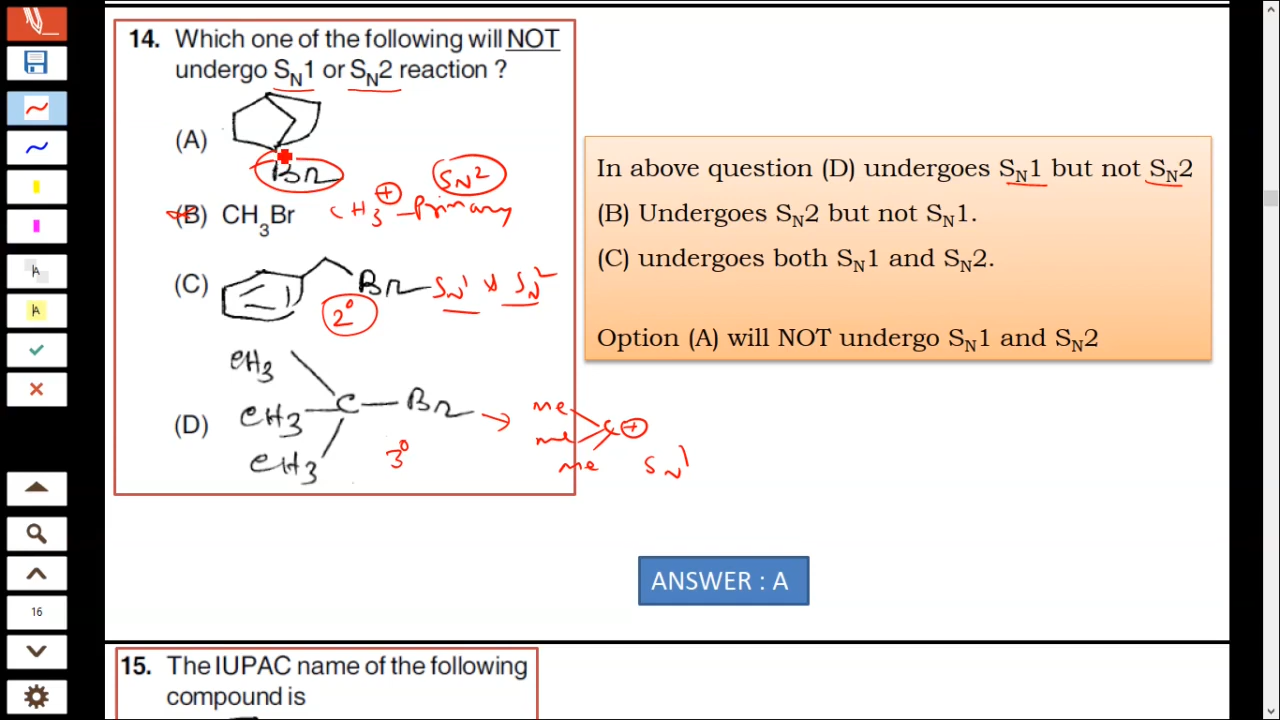 14. Which one of the following will NOT
undergo SN1 or SN2 reaction ?
(A)
Br
SN2
(B) CH3Br CH3+ – Primary
(C) Br SN1 & SN2
2°
CH3
(D) CH3 – C – Br
CH3
3°
me
me C+
me SN1
In above question (D) undergoes SN1 but not SN2
(B) Undergoes SN2 but not SN1.
(C) undergoes both SN1 and SN2.
Option (A) will NOT undergo SN1 and SN2
ANSWER : A
15. The IUPAC name of the following
compound is
A
A
16